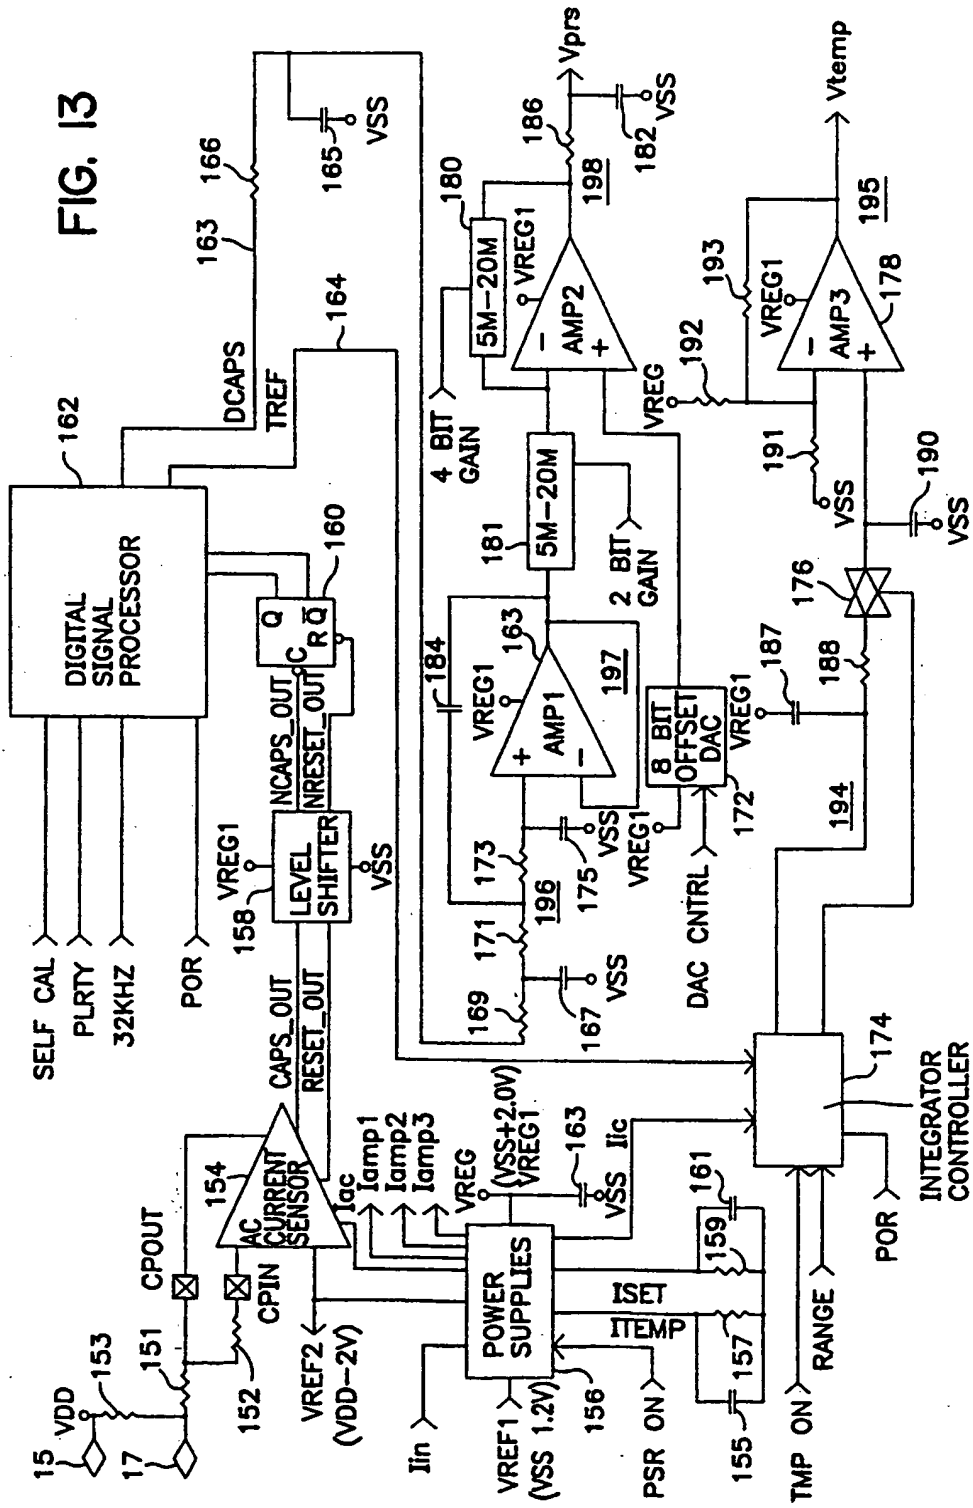 FIG. 13
SELF CAL
PLRTY
32KHZ
POR
DIGITAL
SIGNAL
PROCESSOR
162
DCAPS
TREF
163
166
165
VSS
164
Q
C
R Q̅
160
15
17
VDD
153
151
152
CPOUT
CPIN
154
AC
CURRENT
SENSOR
CAPS_OUT
RESET_OUT
VREG1
158
LEVEL
SHIFTER
VSS
NCAPS_OUT
NRESET_OUT
VREF2
(VDD-2V)
Iac
Iamp1
Iamp2
Iamp3
VREG
(VSS+2.0V)
VREG1
163
VSS
Iic
Iin
VREF1
(VSS 1.2V)
POWER
SUPPLIES
156
PSR ON
ISET
ITEMP
155
157
159
161
169
167
VSS
171
196
173
175
VSS
184
VREG1
+
AMP1
-
163
197
181
5M-20M
2 BIT
GAIN
4 BIT
GAIN
180
5M-20M
VREG1
-
AMP2
+
186
198
182
VSS
Vprs
DAC CNTRL
VREG1
172
8 BIT
OFFSET
DAC
TMP ON
RANGE
POR
174
INTEGRATOR
CONTROLLER
194
VREG1
187
188
176
190
VSS
VSS
191
VREG
192
193
VREG1
-
AMP3
+
178
195
Vtemp